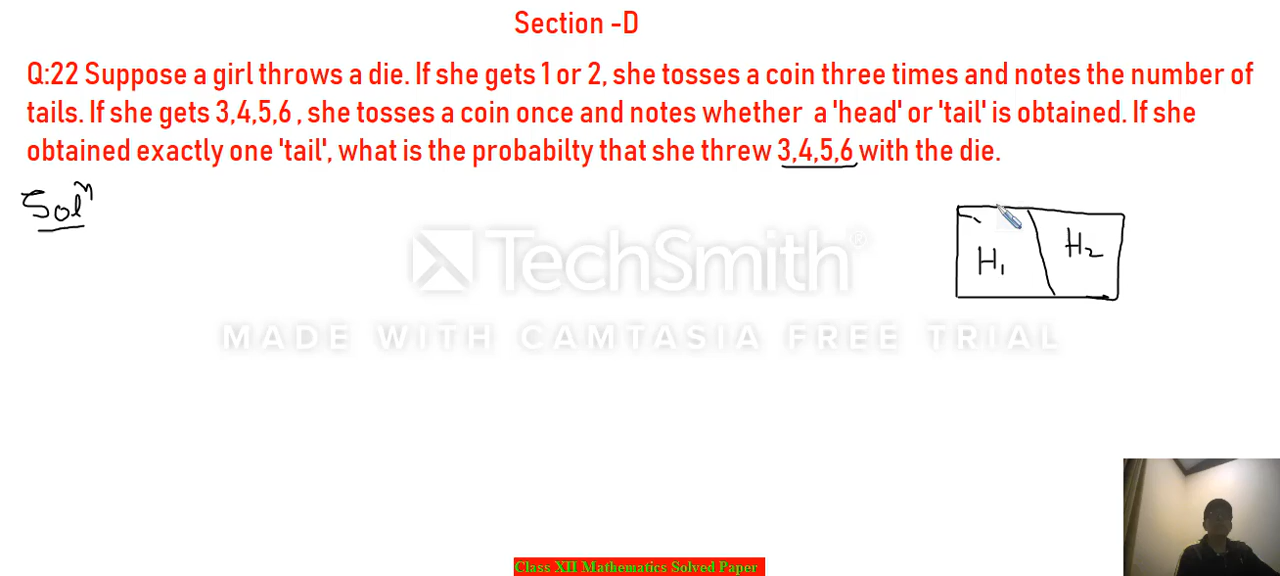 Section -D
Q:22 Suppose a girl throws a die. If she gets 1 or 2, she tosses a coin three times and notes the number of
tails. If she gets 3,4,5,6 , she tosses a coin once and notes whether a 'head' or 'tail' is obtained. If she
obtained exactly one 'tail', what is the probabilty that she threw 3,4,5,6 with the die.
Solⁿ
H₁ H₂
TechSmith®
MADE WITH CAMTASIA FREE TRIAL
Class XII Mathematics Solved Paper